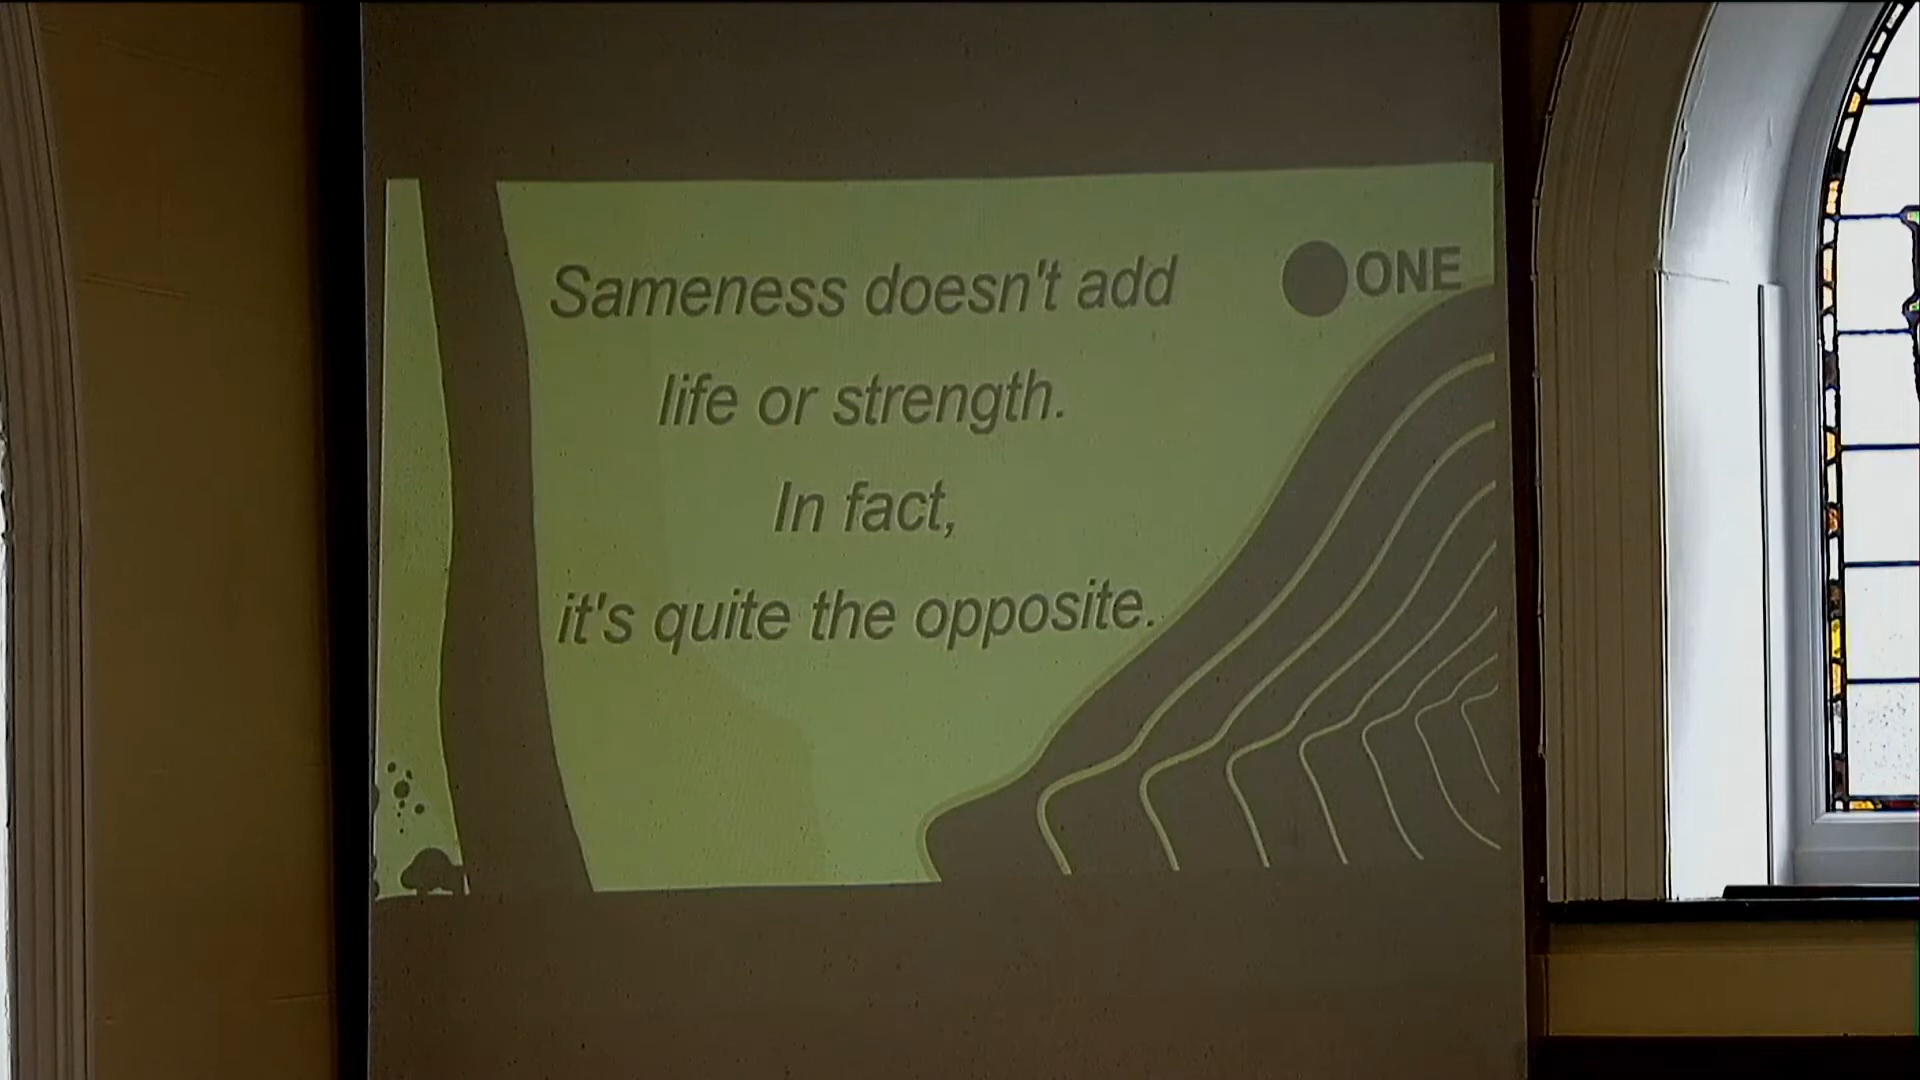 Sameness doesn't add
life or strength.
In fact,
it's quite the opposite.
ONE